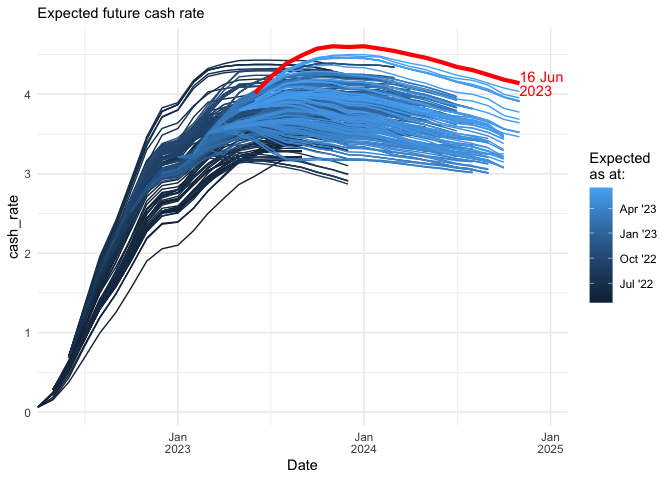 Expected future cash rate
cash_rate
4
3
2
1
0
16 Jun
2023
Jan
2023
Jan
2024
Jan
2025
Date
Expected
as at:
Apr '23
Jan '23
Oct '22
Jul '22